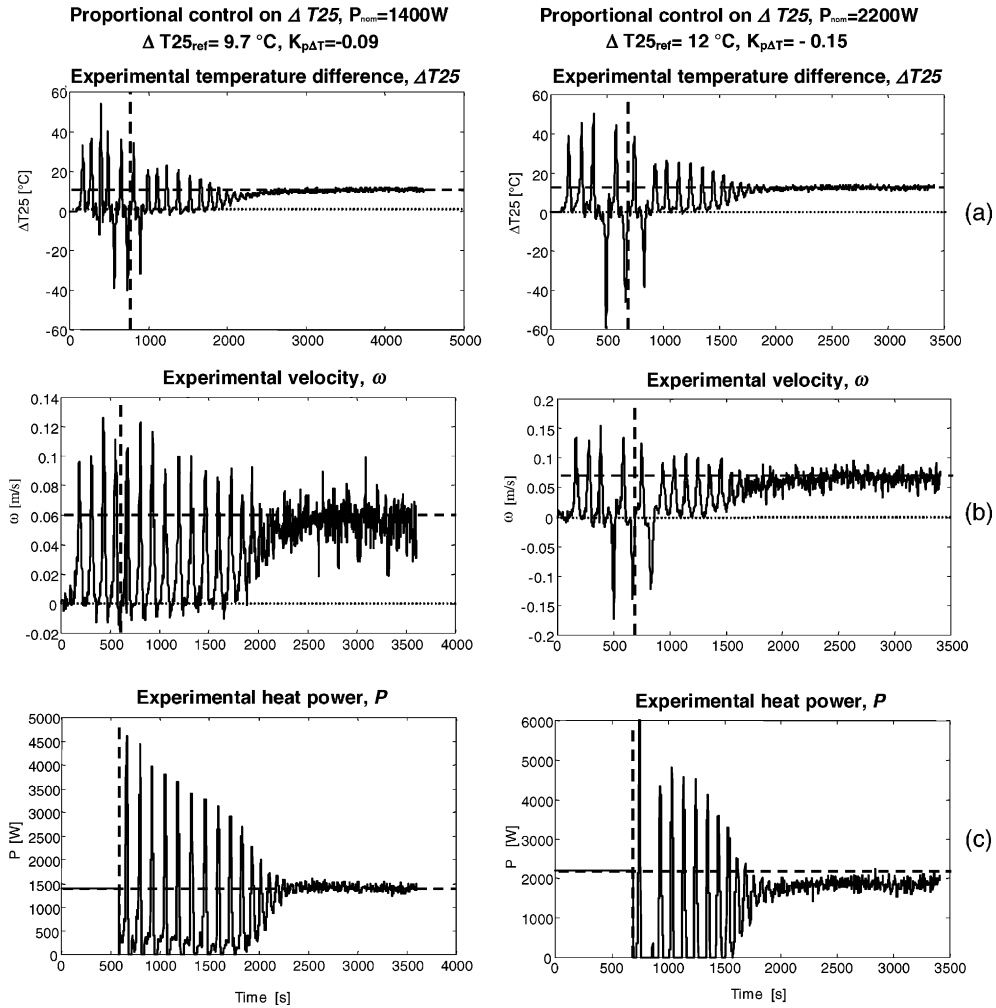 Proportional control on Δ T25, Pnom=1400W
Δ T25ref= 9.7 °C, KpΔT=-0.09
Experimental temperature difference, ΔT25
60
40
20
0
-20
-40
-60
ΔT25 [°C]
0 1000 2000 3000 4000 5000
Proportional control on Δ T25, Pnom=2200W
Δ T25ref= 12 °C, KpΔT= - 0.15
Experimental temperature difference, ΔT25
60
40
20
0
-20
-40
-60
ΔT25 [°C]
0 500 1000 1500 2000 2500 3000 3500
(a)
Experimental velocity, ω
0.14
0.12
0.1
0.08
0.06
0.04
0.02
0
-0.02
ω [m/s]
0 500 1000 1500 2000 2500 3000 3500 4000
Experimental velocity, ω
0.2
0.15
0.1
0.05
0
-0.05
-0.1
-0.15
-0.2
ω [m/s]
0 500 1000 1500 2000 2500 3000 3500
(b)
Experimental heat power, P
5000
4500
4000
3500
3000
2500
2000
1500
1000
500
0
P [W]
0 500 1000 1500 2000 2500 3000 3500 4000
Time [s]
Experimental heat power, P
6000
5000
4000
3000
2000
1000
0
P [W]
0 500 1000 1500 2000 2500 3000 3500
Time [s]
(c)